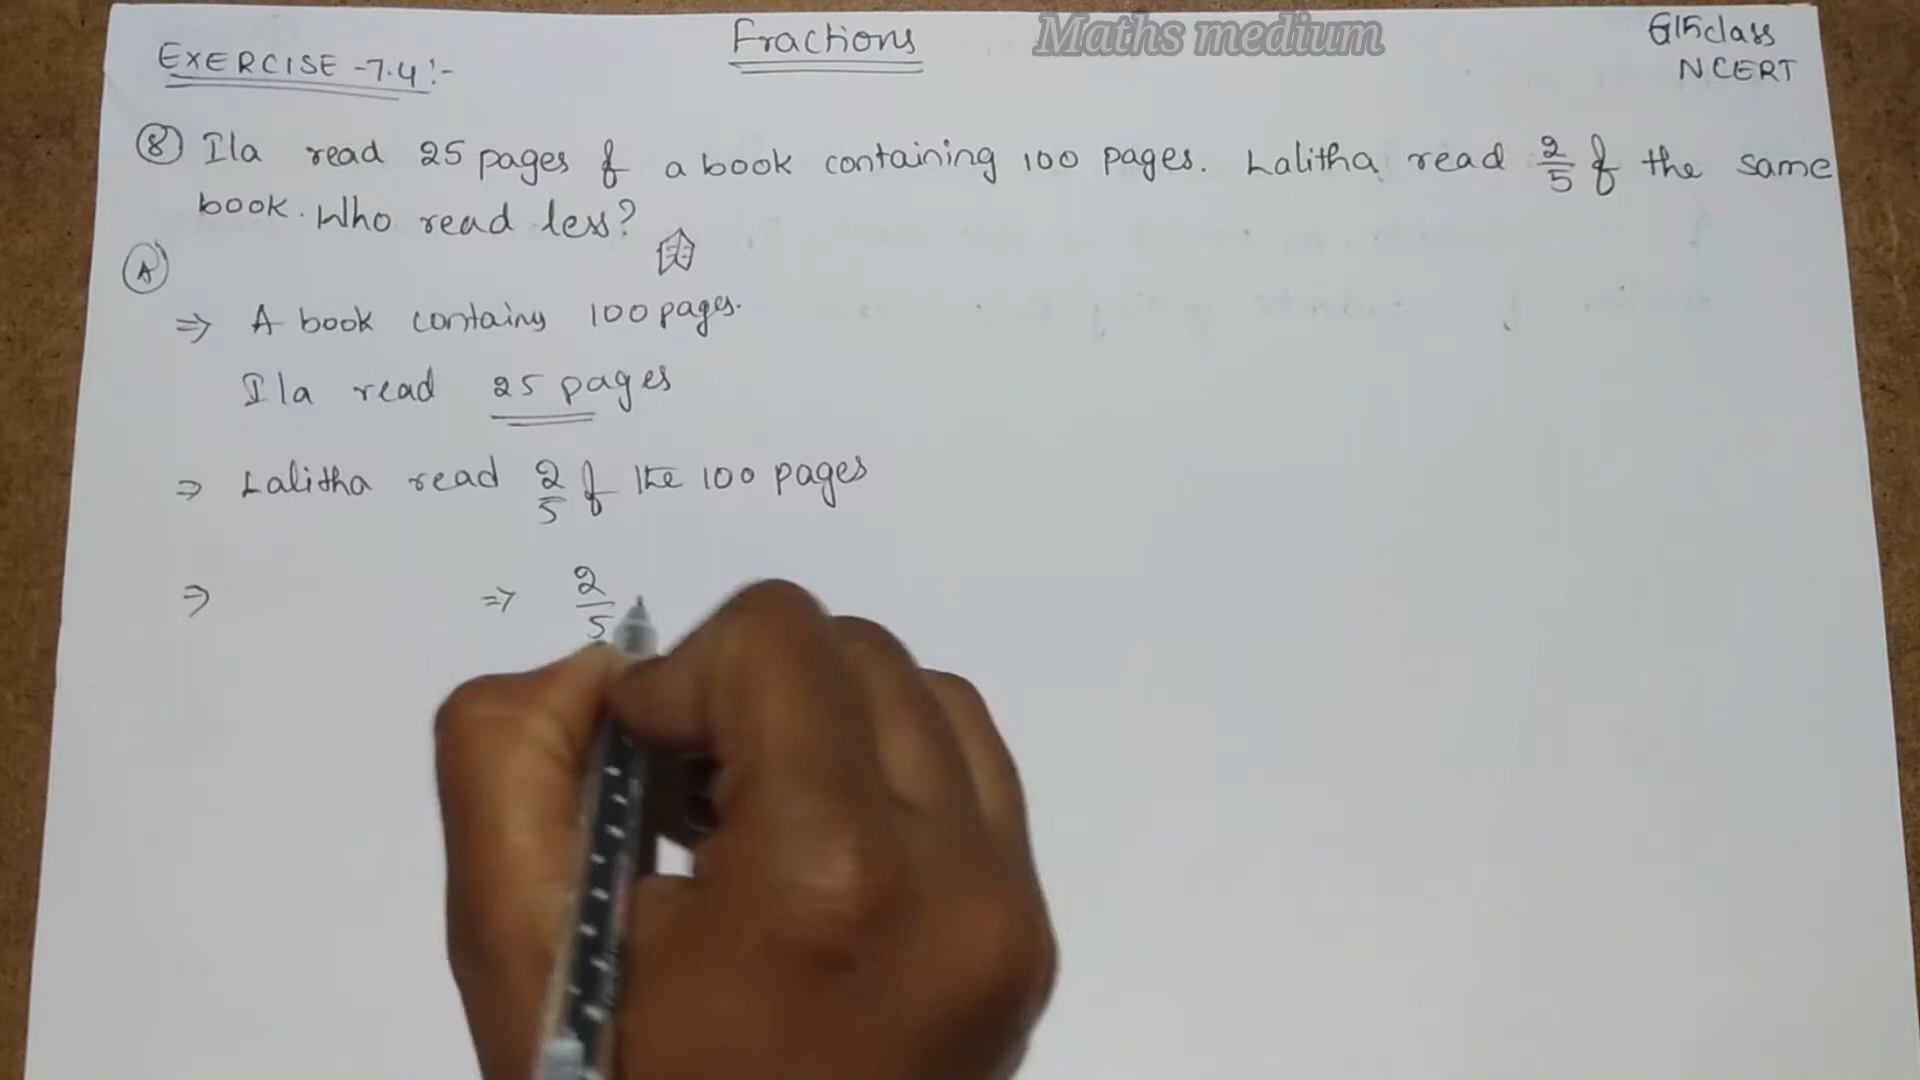 EXERCISE -7.4:-
Fractions
Maths medium
6th class
NCERT
⑧ Ila read 25 pages of a book containing 100 pages. Lalitha read 2/5 of the same
book. Who read less?
Ⓐ
⇒ A book contains 100 pages.
Ila read 25 pages
⇒ Lalitha read 2/5 of the 100 pages
⇒ ⇒ 2/5